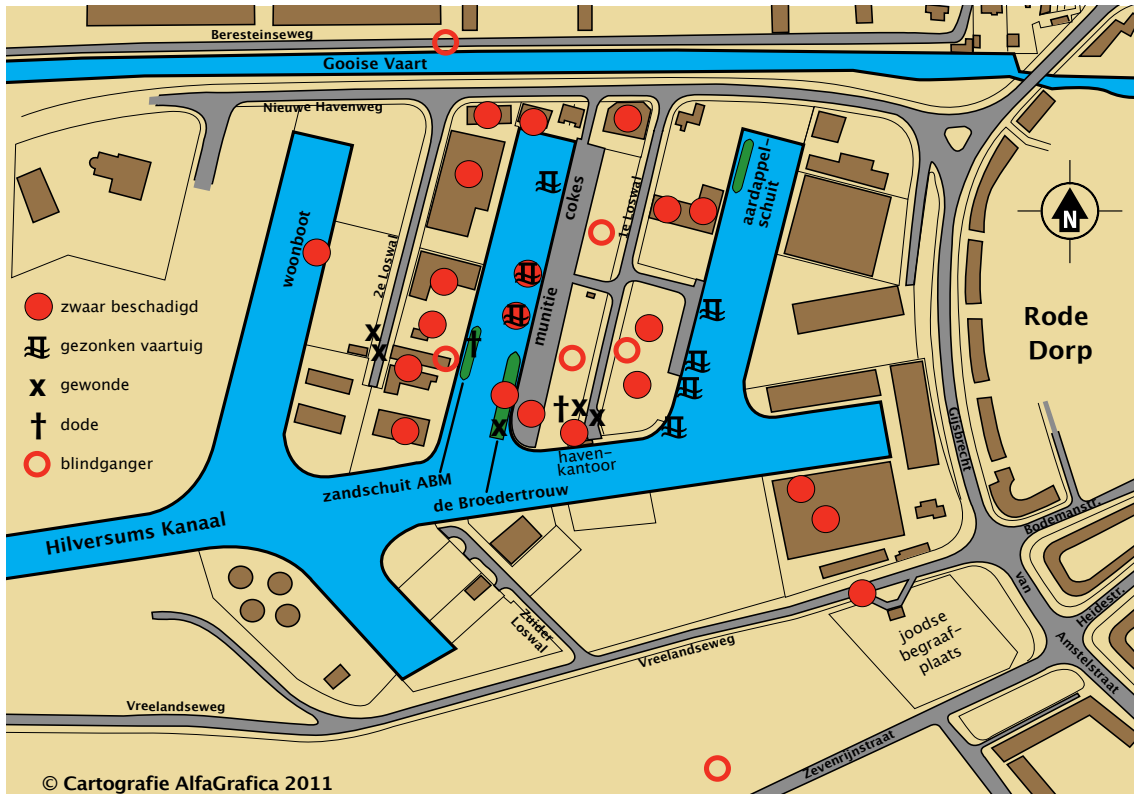 Beresteinseweg
Gooise Vaart
Nieuwe Havenweg
aardappel-
schuit
cokes
1e Loswal
N
woonboot
2e Loswal
munitie
zwaar beschadigd
gezonken vaartuig
gewonde
dode
blindganger
Rode
Dorp
Gijsbrecht
van
Amstelstraat
haven-
kantoor
zandschuit ABM
de Broedertrouw
Hilversums Kanaal
Bodemanstr.
Heidestr.
Zuider
Loswal
joodse
begraaf-
plaats
Vreelandseweg
Vreelandseweg
Zevenrijnstraat
© Cartografie AlfaGrafica 2011